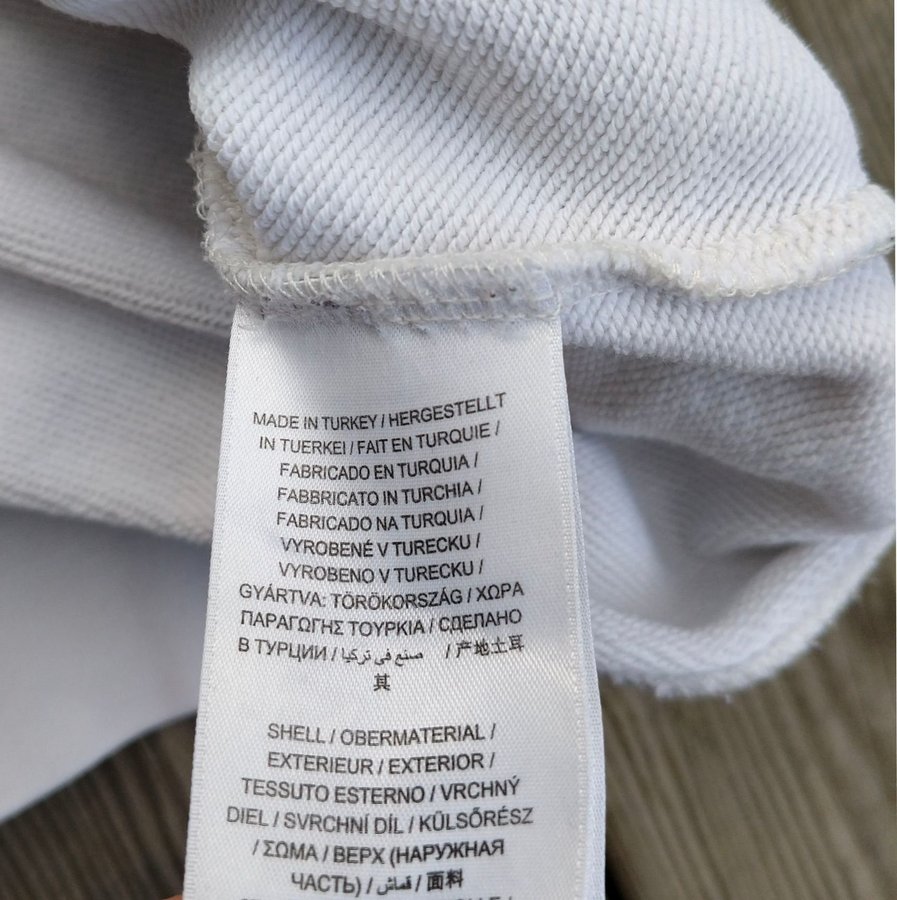 MADE IN TURKEY / HERGESTELLT
IN TUERKEI / FAIT EN TURQUIE /
FABRICADO EN TURQUIA /
FABBRICATO IN TURCHIA /
FABRICADO NA TURQUIA /
VYROBENÉ V TURECKU /
VYROBENO V TURECKU /
GYÁRTVA: TÖRÖKORSZÁG / ΧΩΡΑ
ΠΑΡΑΓΩΓΗΣ ΤΟΥΡΚΙΑ / СДЕЛАНО
В ТУРЦИИ / صنع في تركيا / 产地土耳
其
SHELL / OBERMATERIAL /
EXTERIEUR / EXTERIOR /
TESSUTO ESTERNO / VRCHNÝ
DIEL / SVRCHNÍ DÍL / KÜLSŐRÉSZ
/ ΣΩΜΑ / ВЕРХ (НАРУЖНАЯ
ЧАСТЬ) / قماش / 面料